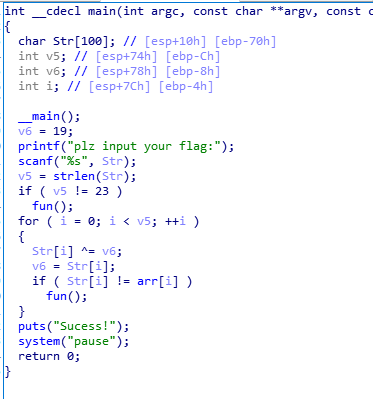 int __cdecl main(int argc, const char **argv, const c
{
char Str[100]; // [esp+10h] [ebp-70h]
int v5; // [esp+74h] [ebp-Ch]
int v6; // [esp+78h] [ebp-8h]
int i; // [esp+7Ch] [ebp-4h]
__main();
v6 = 19;
printf("plz input your flag:");
scanf("%s", Str);
v5 = strlen(Str);
if ( v5 != 23 )
fun();
for ( i = 0; i < v5; ++i )
{
Str[i] ^= v6;
v6 = Str[i];
if ( Str[i] != arr[i] )
fun();
}
puts("Sucess!");
system("pause");
return 0;
}